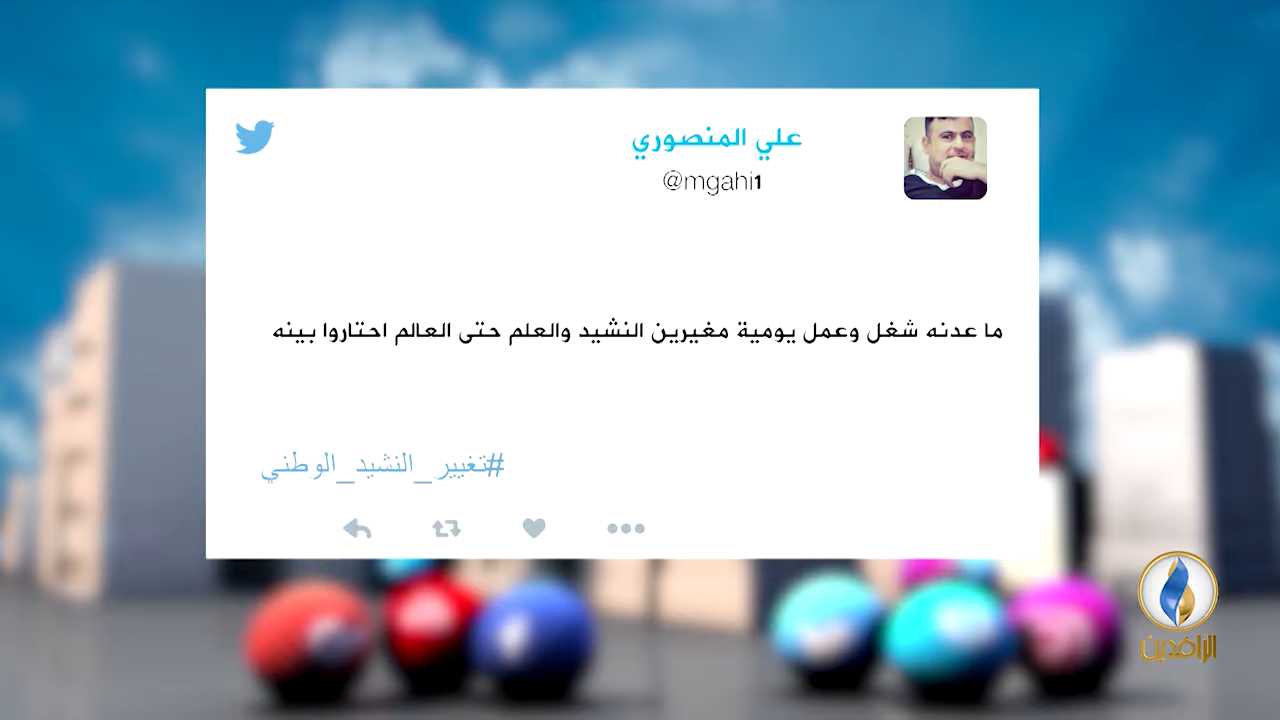 علي المنصوري
@mgahi1
ما عدنه شغل وعمل يومية مغيرين النشيد والعلم حتى العالم احتاروا بينه
#تغيير_النشيد_الوطني
الرافدين